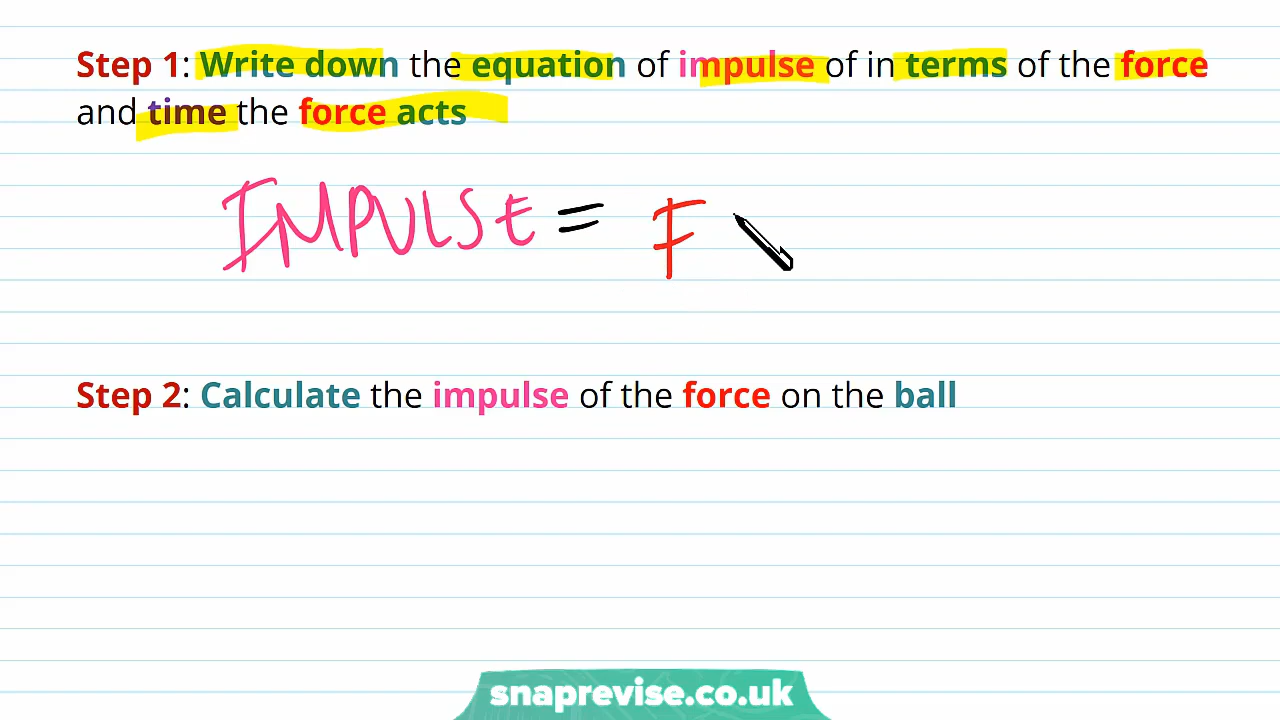 Step 1: Write down the equation of impulse of in terms of the force
and time the force acts
IMPULSE = F
Step 2: Calculate the impulse of the force on the ball
snaprevise.co.uk